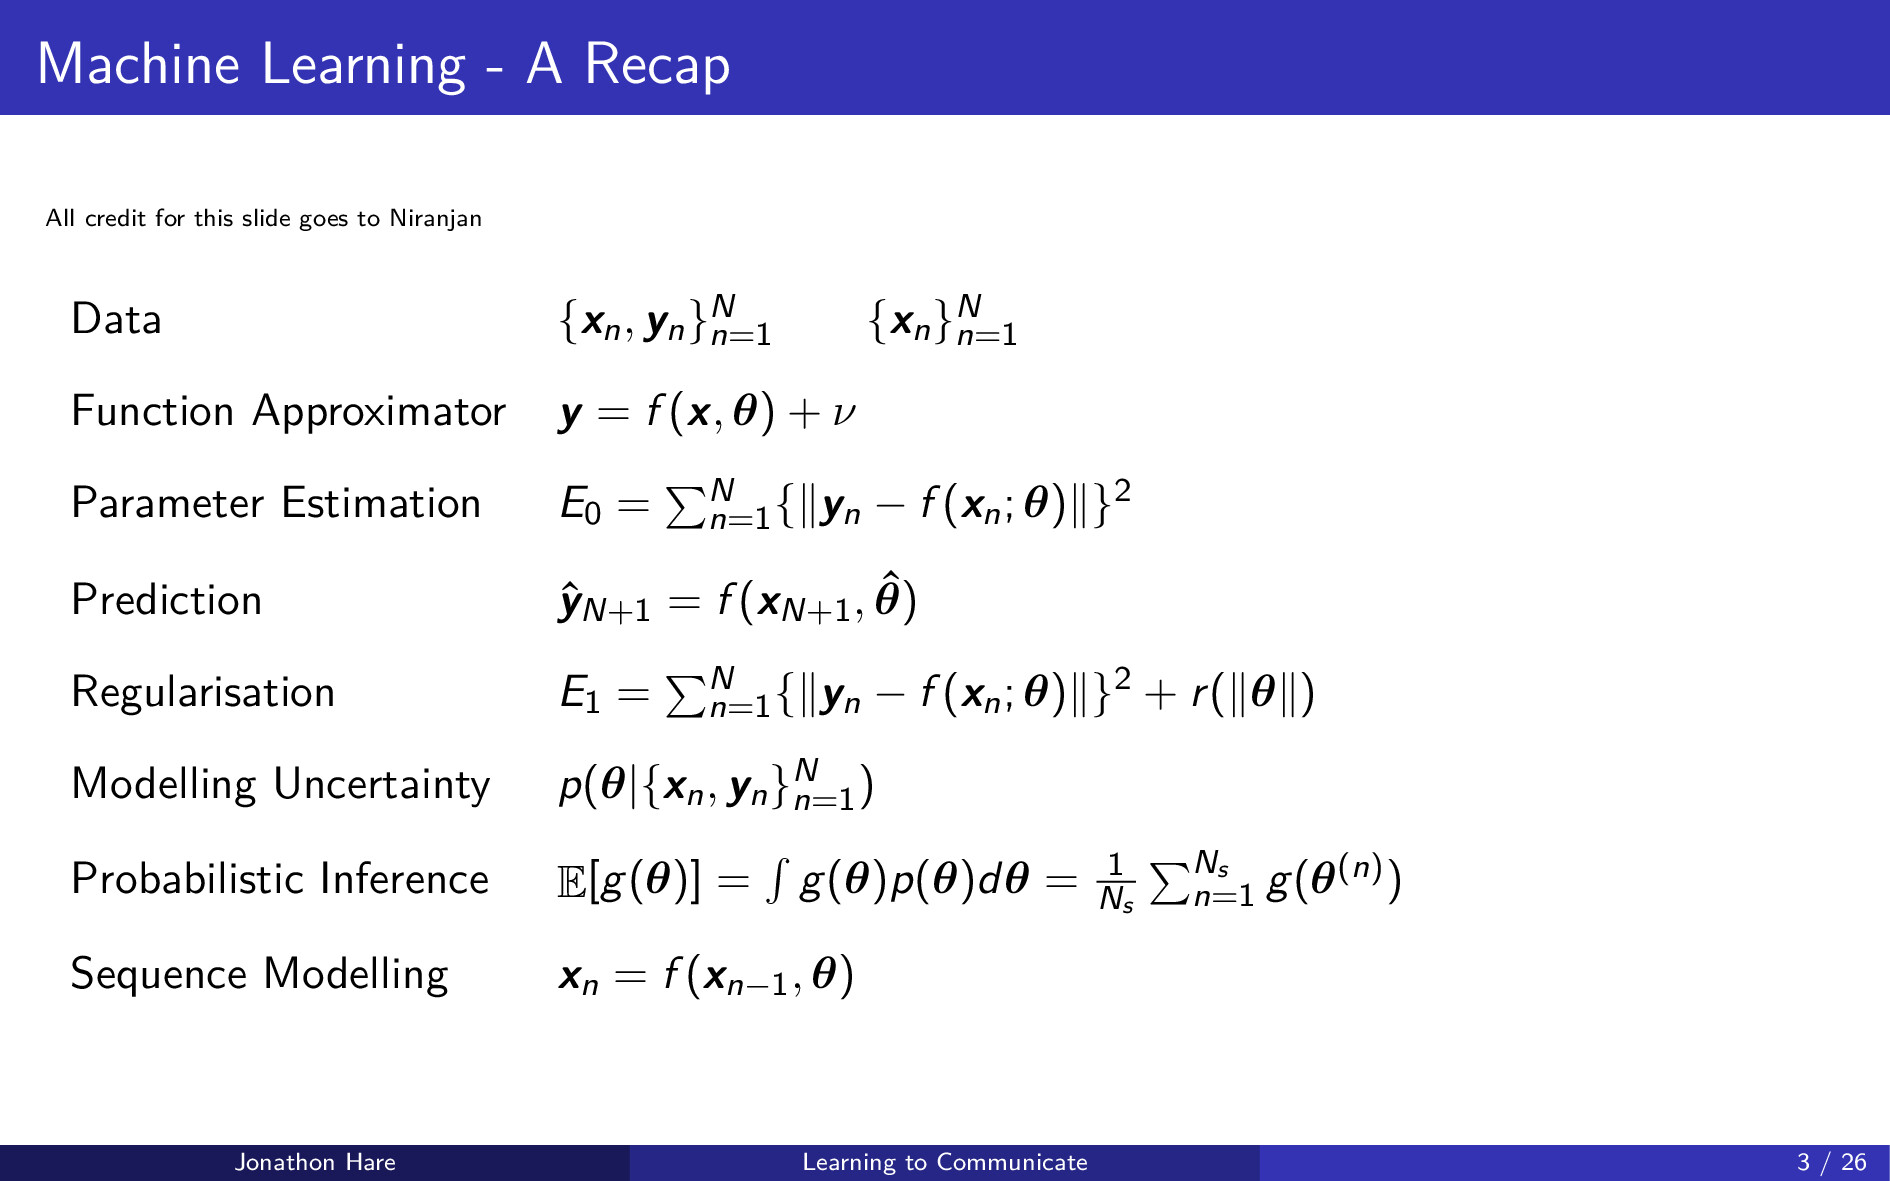 Machine Learning - A Recap
All credit for this slide goes to Niranjan
Data $\{\boldsymbol{x}_n, \boldsymbol{y}_n\}_{n=1}^{N}$ $\{\boldsymbol{x}_n\}_{n=1}^{N}$
Function Approximator $\boldsymbol{y} = f(\boldsymbol{x}, \boldsymbol{\theta}) + \nu$
Parameter Estimation $E_0 = \sum_{n=1}^{N} \{\|\boldsymbol{y}_n - f(\boldsymbol{x}_n; \boldsymbol{\theta})\|\}^2$
Prediction $\hat{\boldsymbol{y}}_{N+1} = f(\boldsymbol{x}_{N+1}, \hat{\boldsymbol{\theta}})$
Regularisation $E_1 = \sum_{n=1}^{N} \{\|\boldsymbol{y}_n - f(\boldsymbol{x}_n; \boldsymbol{\theta})\|\}^2 + r(\|\boldsymbol{\theta}\|)$
Modelling Uncertainty $p(\boldsymbol{\theta}|\{\boldsymbol{x}_n, \boldsymbol{y}_n\}_{n=1}^{N})$
Probabilistic Inference $\mathbb{E}[g(\boldsymbol{\theta})] = \int g(\boldsymbol{\theta})p(\boldsymbol{\theta})d\boldsymbol{\theta} = \frac{1}{N_s} \sum_{n=1}^{N_s} g(\boldsymbol{\theta}^{(n)})$
Sequence Modelling $\boldsymbol{x}_n = f(\boldsymbol{x}_{n-1}, \boldsymbol{\theta})$
Jonathon Hare Learning to Communicate 3 / 26